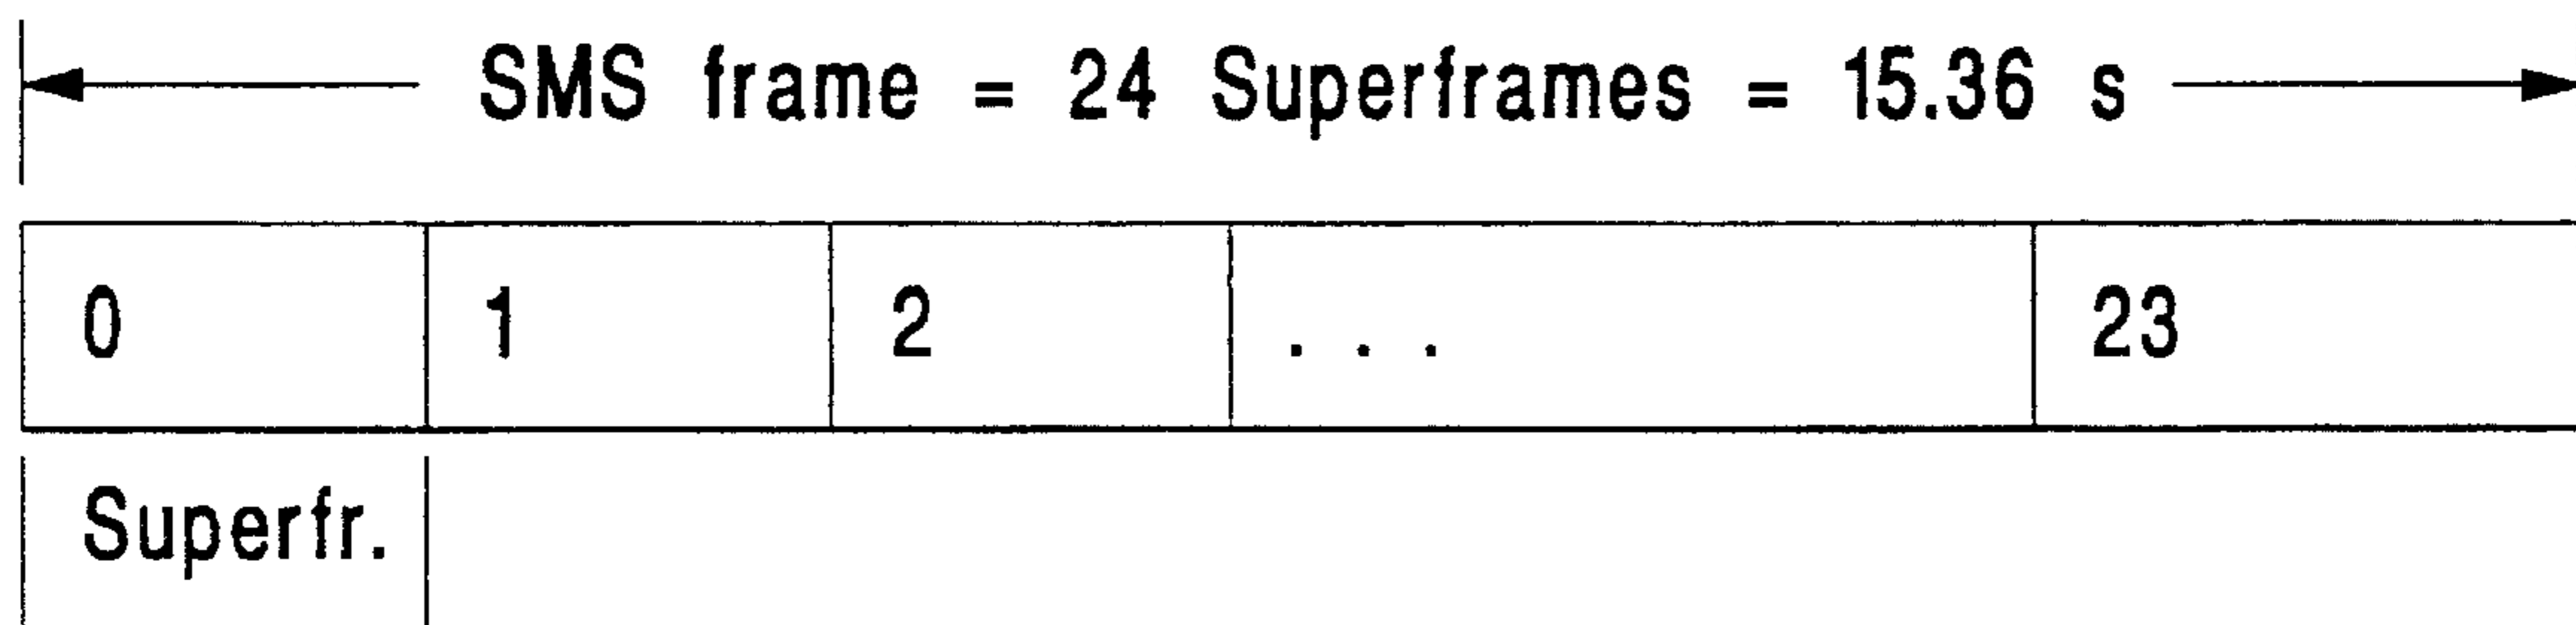 SMS frame = 24 Superframes = 15.36 s
0 1 2 . . . 23
Superfr.